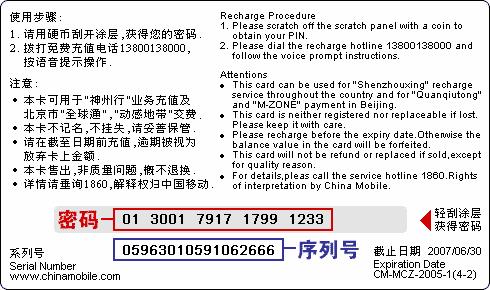 使用步骤:
1. 请用硬币刮开涂层,获得您的密码.
2. 拨打免费充值电话13800138000,
按语音提示操作.
注意:
• 本卡可用于"神州行"业务充值及
北京市"全球通","动感地带"交费.
• 本卡不记名,不挂失,请妥善保管.
• 请在截至日期前充值,逾期被视为
放弃卡上金额.
• 本卡售出,非质量问题,概不退换.
• 详情请垂询1860,解释权归中国移动.
Recharge Procedure
1. Please scratch off the scratch panel with a coin to
obtain your PIN.
2. Please dial the recharge hotline 13800138000 and
follow the voice prompt instructions.
Attentions
• This card can be used for "Shenzhouxing" recharge
service throughout the country and for "Quanqiutong"
and "M-ZONE" payment in Beijing.
• This card is neither registered nor replaceable if lost.
Please keep it with care.
• Please recharge before the expiry date.Otherwise the
balance value in the card will be forfeited.
• This card will not be refund or replaced if sold,except
for quality reason.
• For details,pleas call the service hotline 1860.Rights
of interpretation by China Mobile.
密码 01 3001 7917 1799 1233
轻刮涂层
获得密码
05963010591062666 序列号
系列号
Serial Number
www.chinamobile.com
截止日期 2007/06/30
Expiration Date
CM-MCZ-2005-1(4-2)